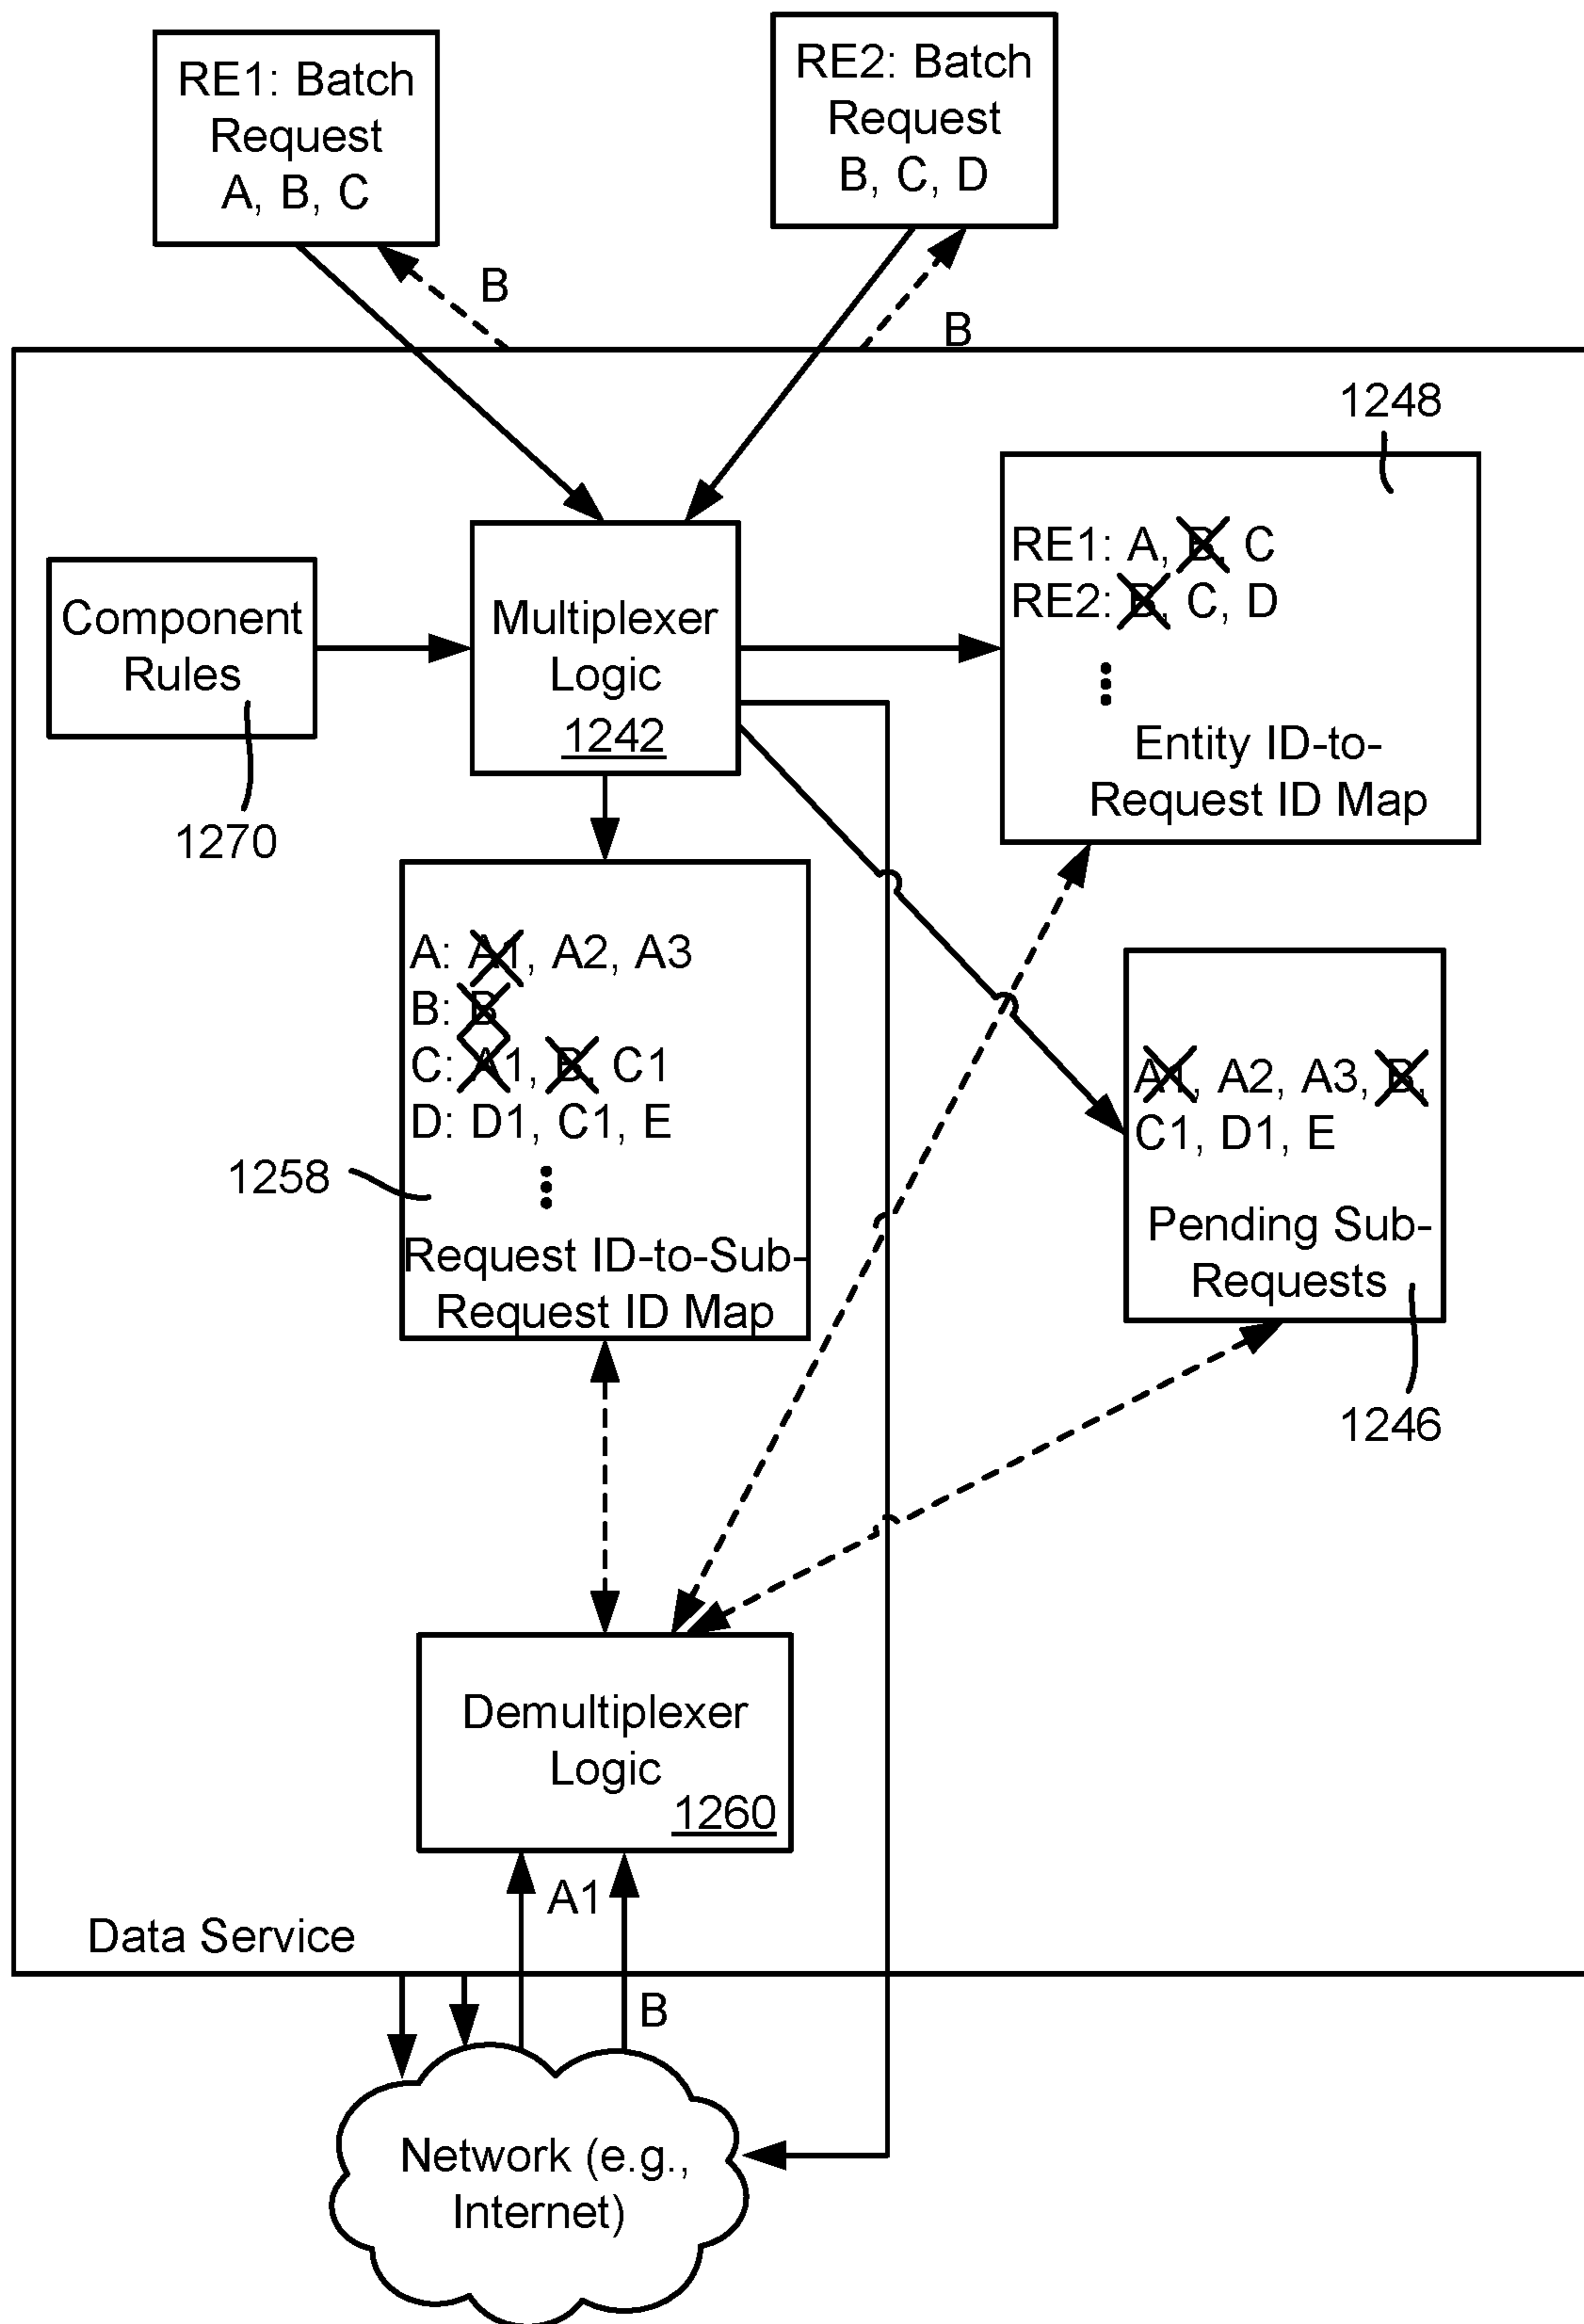 RE1: Batch
Request
A, B, C
RE2: Batch
Request
B, C, D
B
B
1248
RE1: A, B, C
RE2: B, C, D
Entity ID-to-
Request ID Map
Component
Rules
1270
Multiplexer
Logic
1242
A: A1, A2, A3
B: B
C: A1, B, C1
D: D1, C1, E
1258
Request ID-to-Sub-
Request ID Map
A1, A2, A3, B,
C1, D1, E
Pending Sub-
Requests
1246
Demultiplexer
Logic
1260
A1
Data Service
B
Network (e.g.,
Internet)